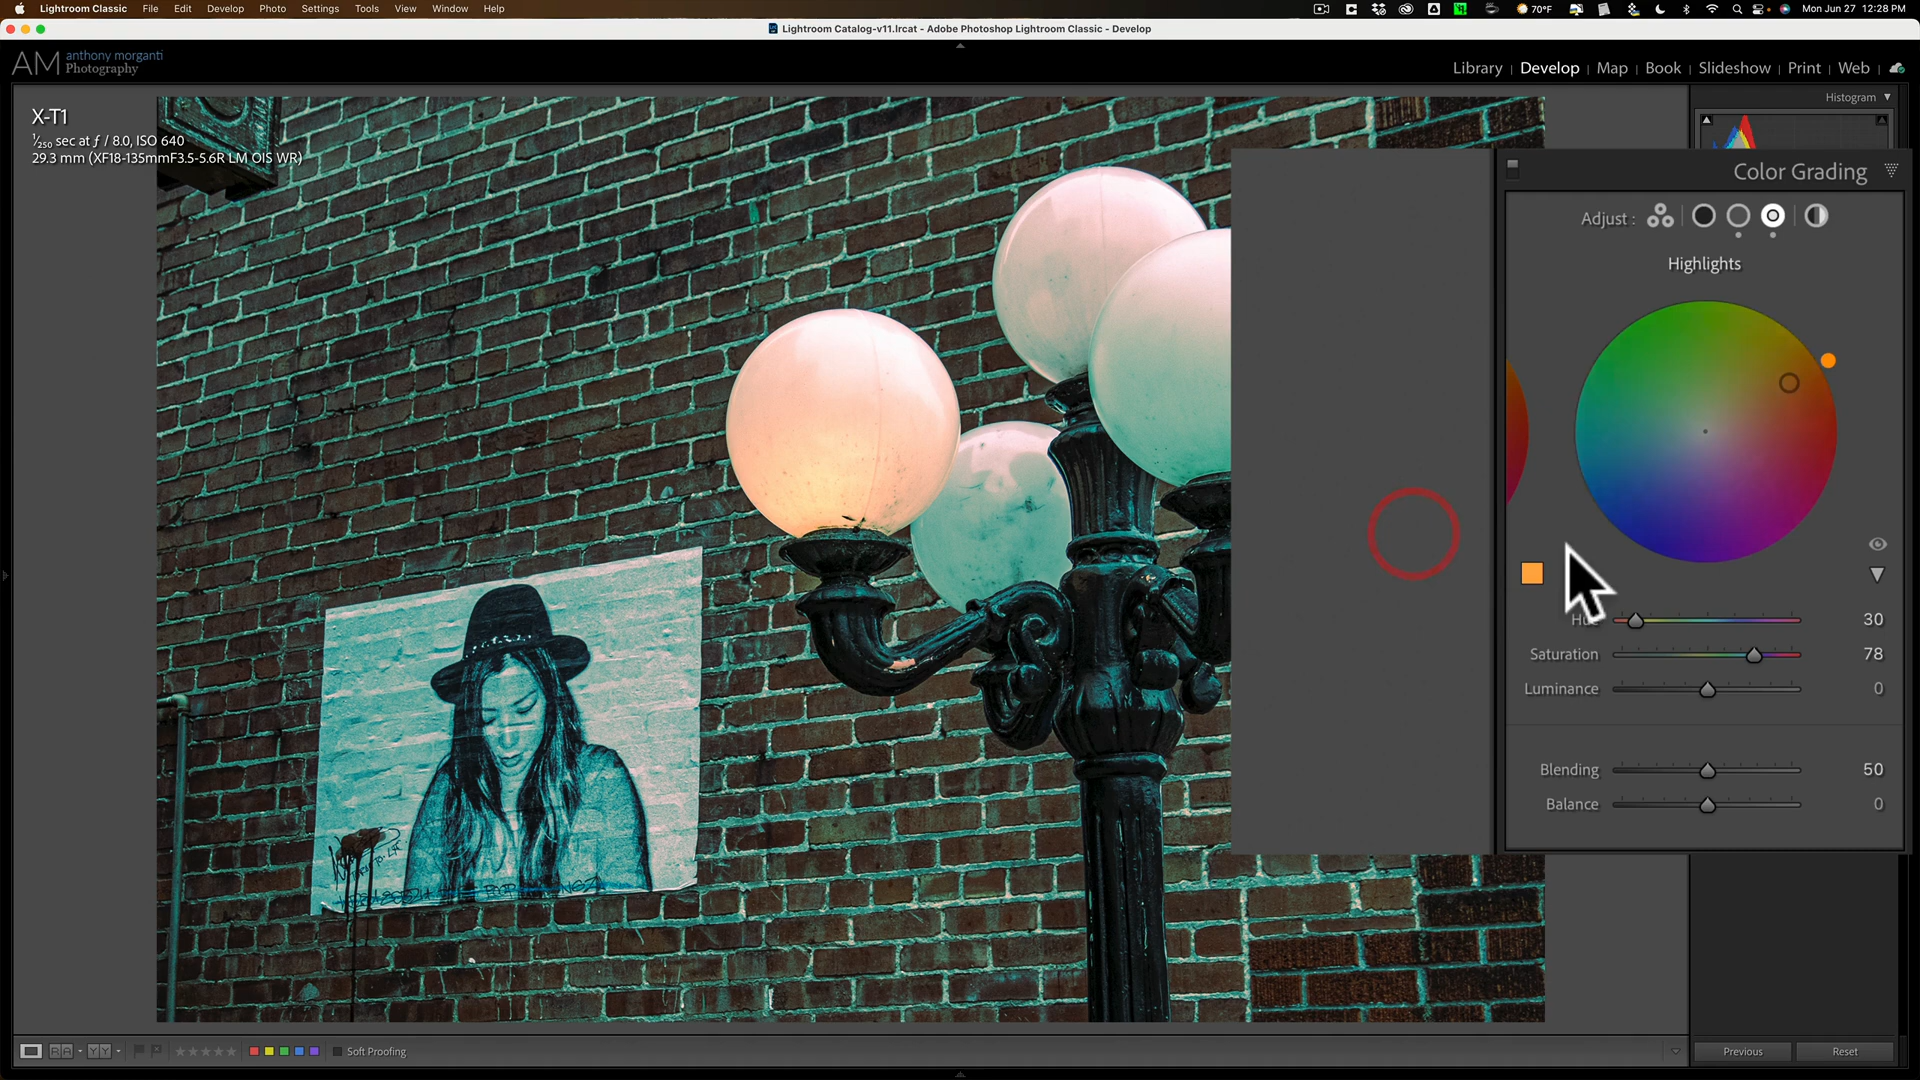 Lightroom Classic File Edit Develop Photo Settings Tools View Window Help 70°F Mon Jun 27 12:28 PM
Lightroom Catalog-v11.lrcat - Adobe Photoshop Lightroom Classic - Develop
AM anthony morganti
Photography
Library | Develop | Map | Book | Slideshow | Print | Web
Histogram
X-T1
1/250 sec at ƒ / 8.0, ISO 640
29.3 mm (XF18-135mmF3.5-5.6R LM OIS WR)
Color Grading
Adjust :
Highlights
30
Saturation 78
Luminance 0
Blending 50
Balance 0
Soft Proofing
Previous Reset